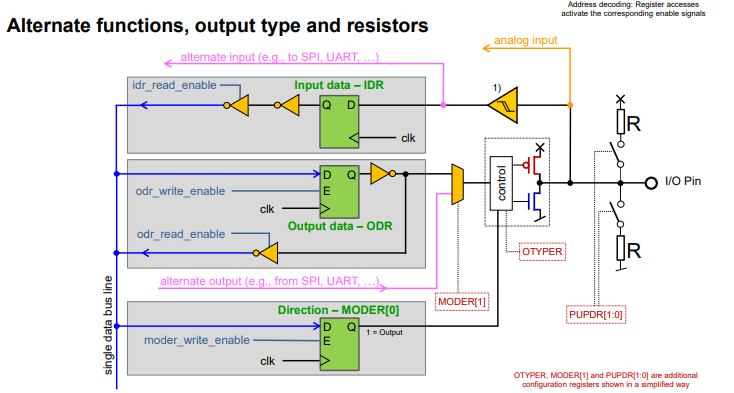 Address decoding: Register accesses
activate the corresponding enable signals
Alternate functions, output type and resistors
analog input
alternate input (e.g., to SPI, UART, …)
idr_read_enable
Input data – IDR
1)
Q D
clk
R
D Q
E
odr_write_enable
clk
Output data – ODR
odr_read_enable
control
I/O Pin
OTYPER
R
alternate output (e.g., from SPI, UART, …)
MODER[1]
PUPDR[1:0]
single data bus line
Direction – MODER[0]
D Q
1 = Output
moder_write_enable
E
clk
OTYPER, MODER[1] and PUPDR[1:0] are additional
configuration registers shown in a simplified way